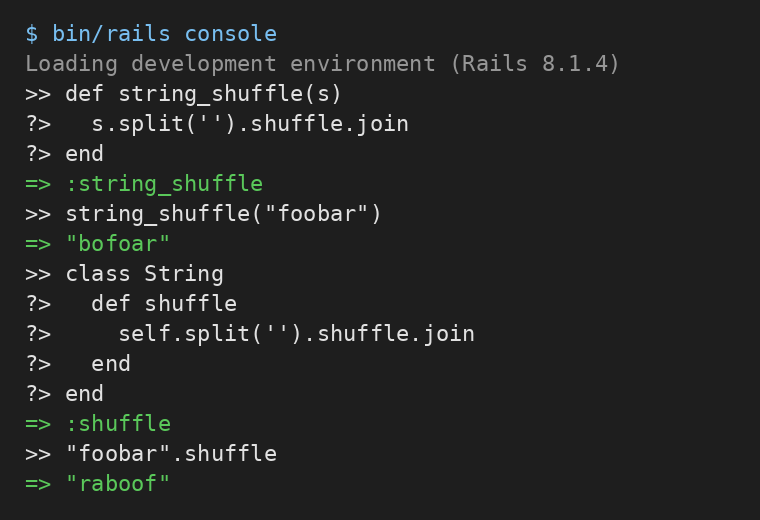 $ bin/rails console
Loading development environment (Rails 8.1.4)
>> def string_shuffle(s)
?>   s.split('').shuffle.join
?> end
=> :string_shuffle
>> string_shuffle("foobar")
=> "bofoar"
>> class String
?>   def shuffle
?>     self.split('').shuffle.join
?>   end
?> end
=> :shuffle
>> "foobar".shuffle
=> "raboof"